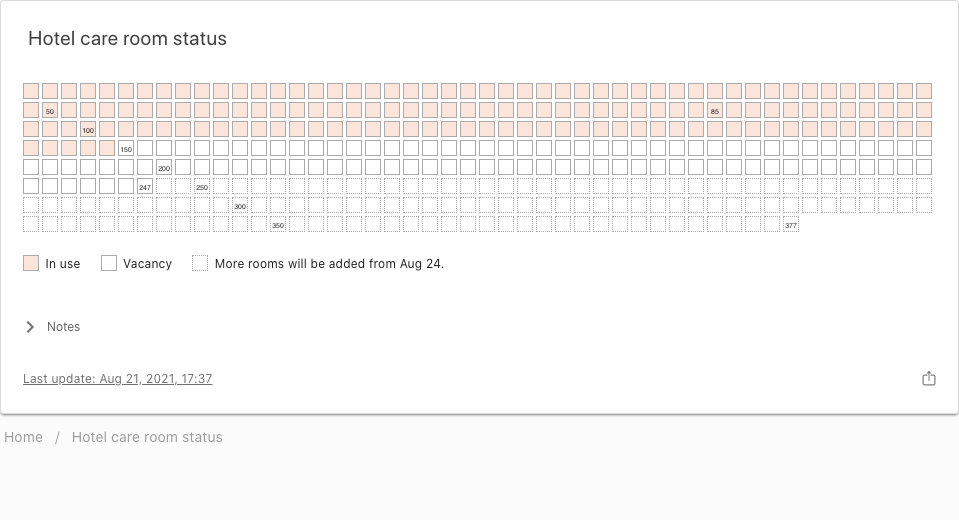 Hotel care room status
50
85
100
150
200
247
250
300
350
377
In use
Vacancy
More rooms will be added from Aug 24.
Notes
Last update: Aug 21, 2021, 17:37
Home / Hotel care room status